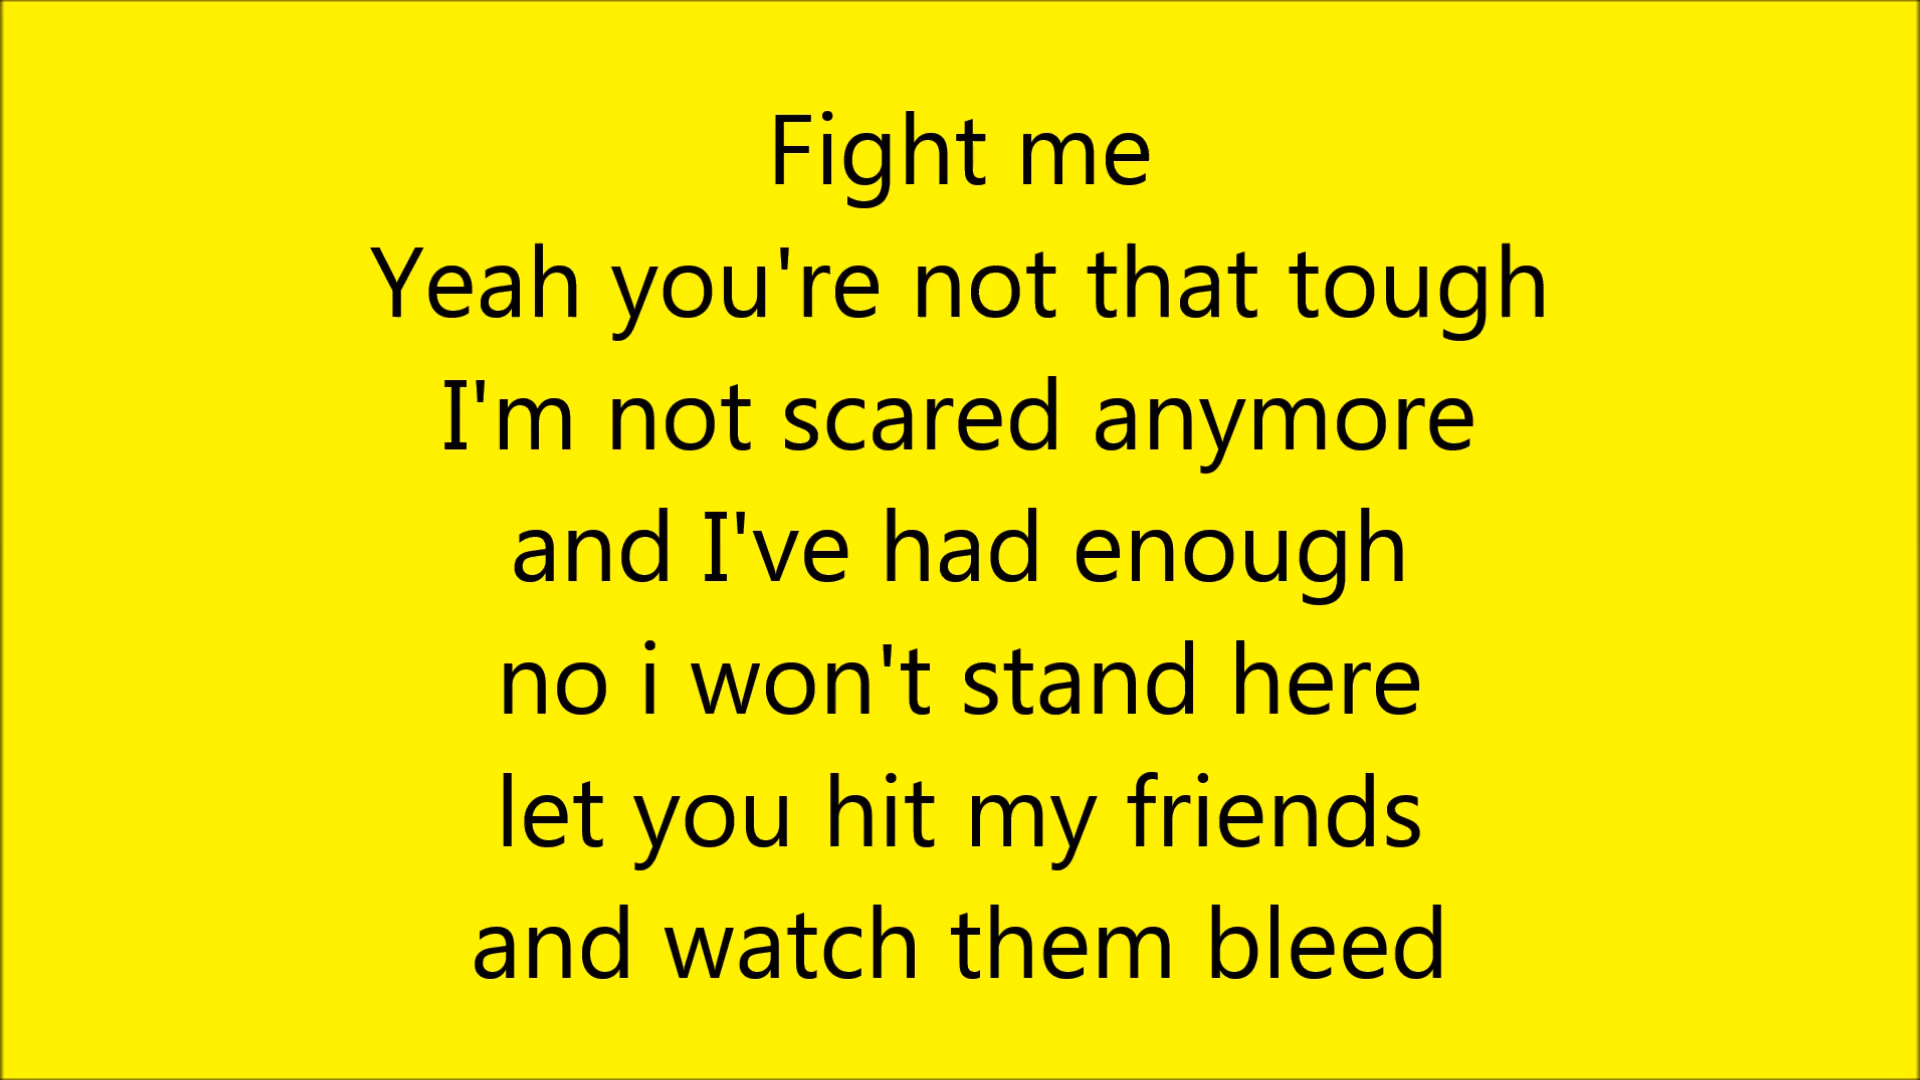 Fight me
Yeah you're not that tough
I'm not scared anymore
and I've had enough
no i won't stand here
let you hit my friends
and watch them bleed